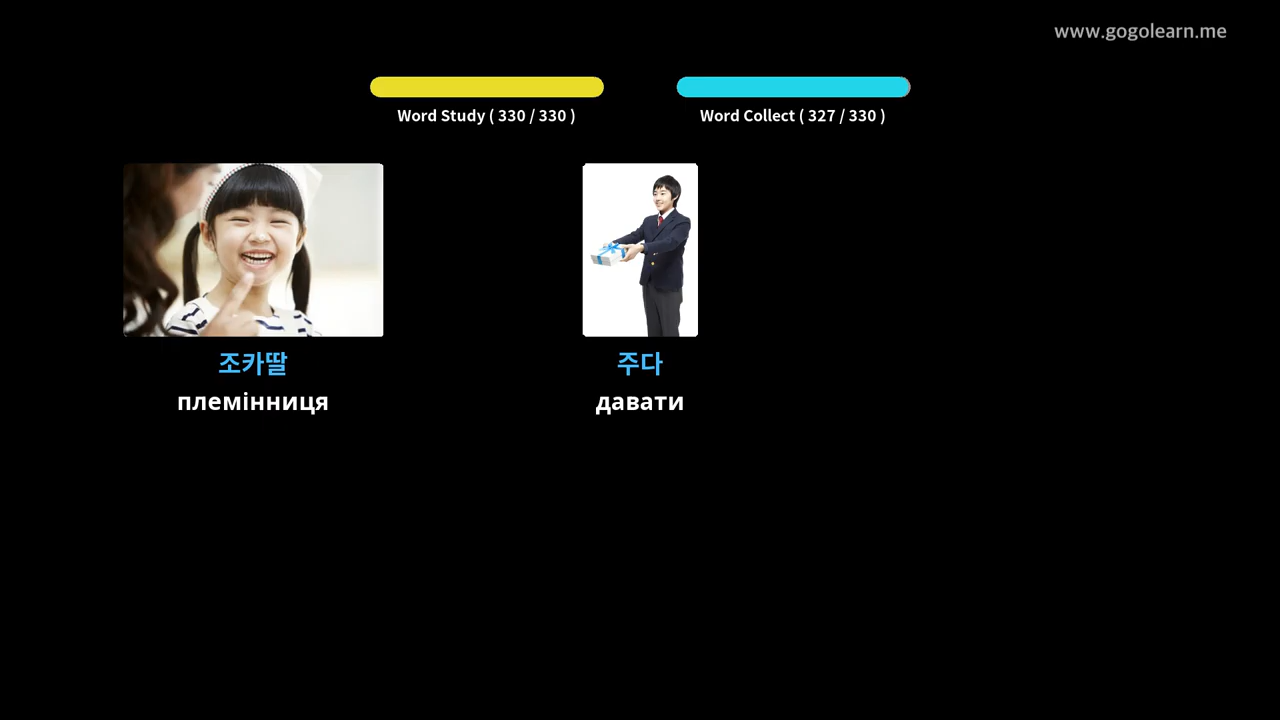 www.gogolearn.me
Word Study ( 330 / 330 )
Word Collect ( 327 / 330 )
조카딸
племінниця
주다
давати